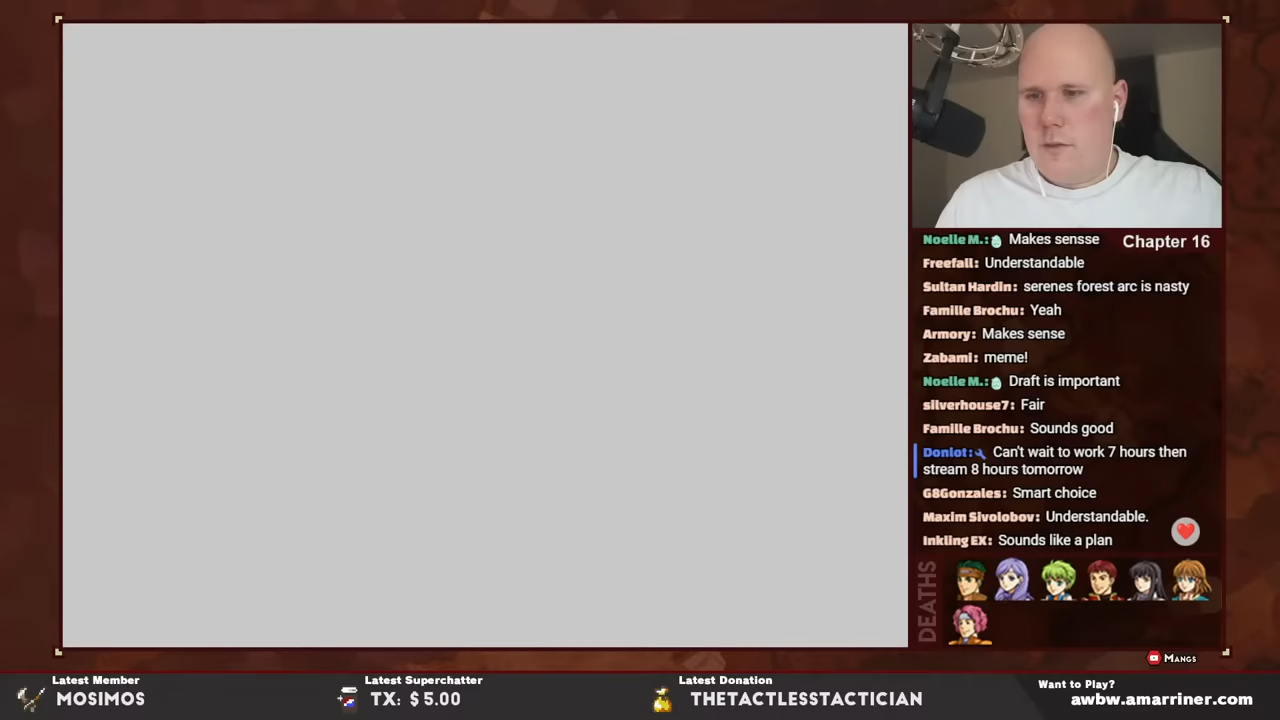 Noelle M.: Makes sensse
Chapter 16
Freefall: Understandable
Sultan Hardin: serenes forest arc is nasty
Famille Brochu: Yeah
Armory: Makes sense
Zabami: meme!
Noelle M.: Draft is important
silverhouse7: Fair
Famille Brochu: Sounds good
Donlot: Can't wait to work 7 hours then
stream 8 hours tomorrow
G8Gonzales: Smart choice
Maxim Sivolobov: Understandable.
Inkling EX: Sounds like a plan
DEATHS
MANGS
Latest Member
MOSIMOS
Latest Superchatter
TX: $5.00
Latest Donation
THETACTLESSTACTICIAN
Want to Play?
awbw.amarriner.com